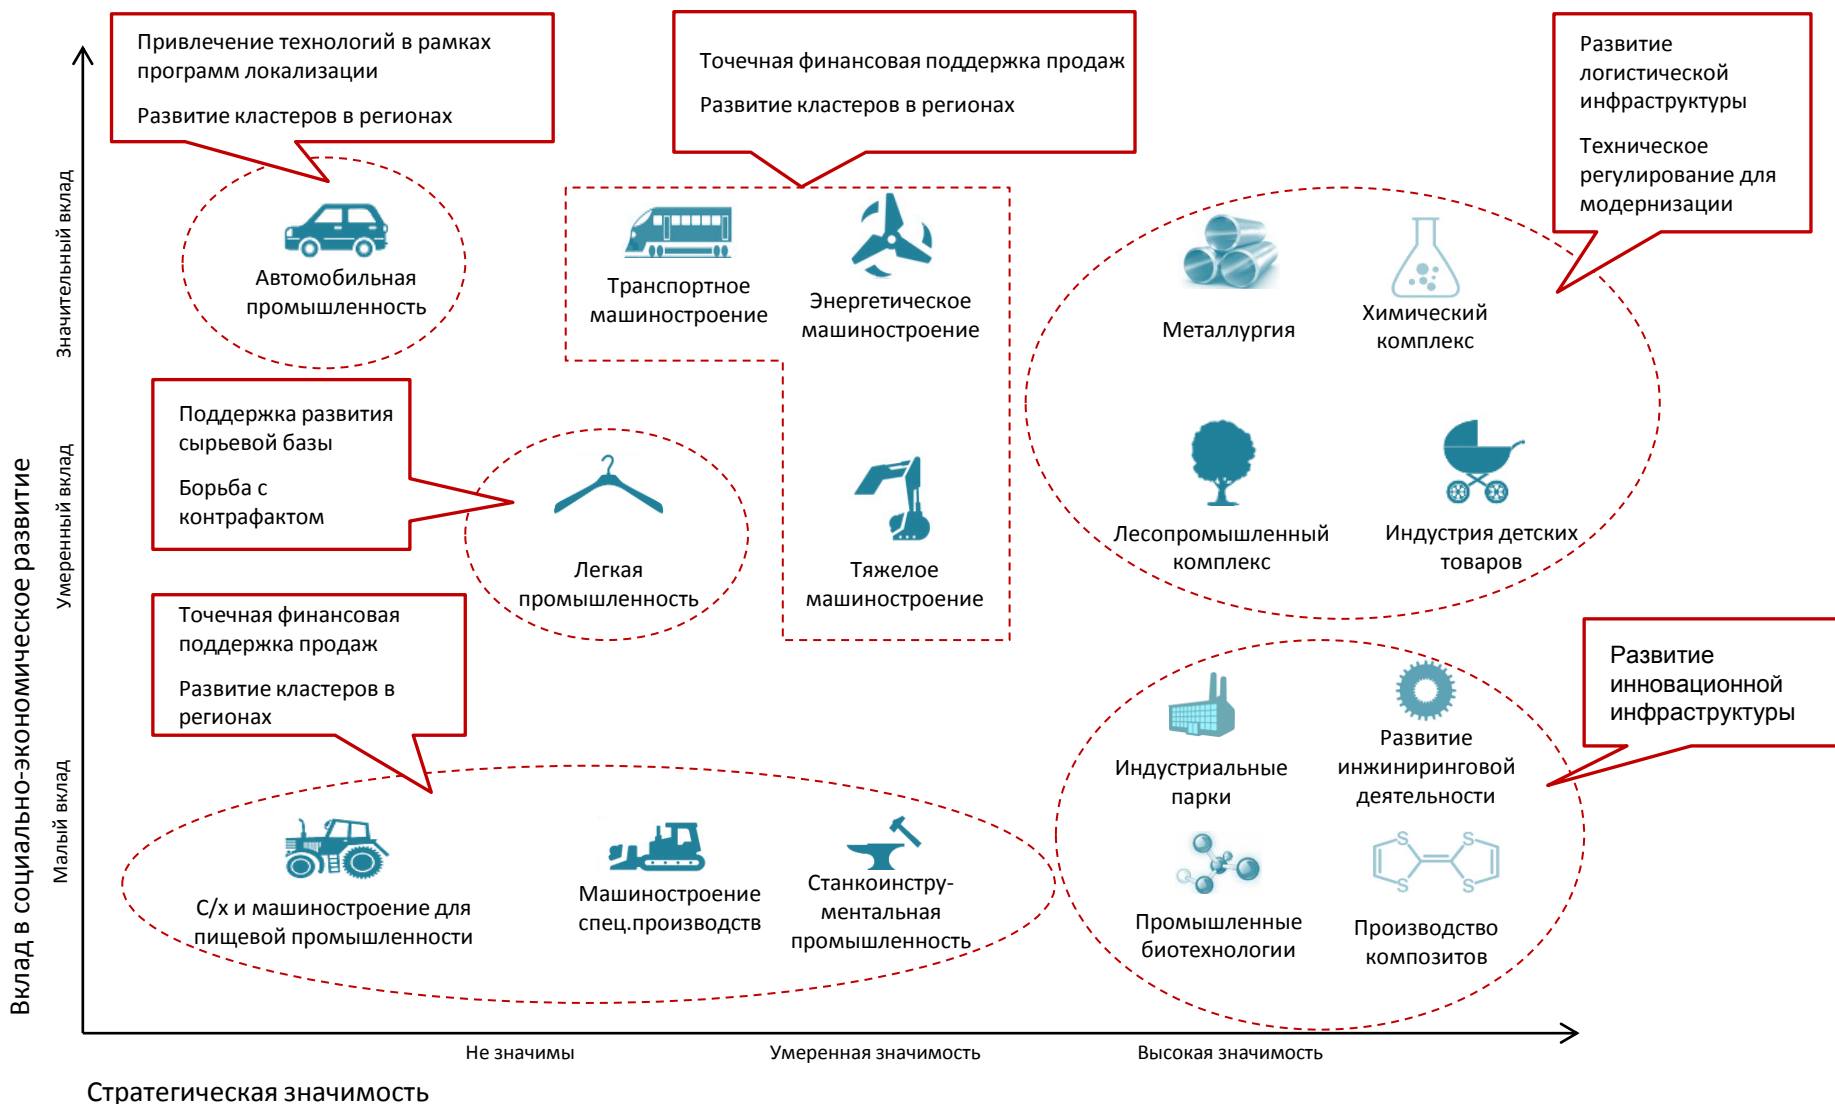 Привлечение технологий в рамках
программ локализации
Развитие кластеров в регионах
Точечная финансовая поддержка продаж
Развитие кластеров в регионах
Развитие
логистической
инфраструктуры
Техническое
регулирование для
модернизации
Вклад в социально-экономическое развитие
Значительный вклад
Умеренный вклад
Малый вклад
Автомобильная
промышленность
Транспортное
машиностроение
Энергетическое
машиностроение
Металлургия
Химический
комплекс
Поддержка развития
сырьевой базы
Борьба с
контрафактом
Легкая
промышленность
Тяжелое
машиностроение
Лесопромышленный
комплекс
Индустрия детских
товаров
Точечная финансовая
поддержка продаж
Развитие кластеров в
регионах
Развитие
инновационной
инфраструктуры
Индустриальные
парки
Развитие
инжиниринговой
деятельности
С/х и машиностроение для
пищевой промышленности
Машиностроение
спец.производств
Станкоинстру-
ментальная
промышленность
S S
S S
Промышленные
биотехнологии
Производство
композитов
Не значимы
Умеренная значимость
Высокая значимость
Стратегическая значимость